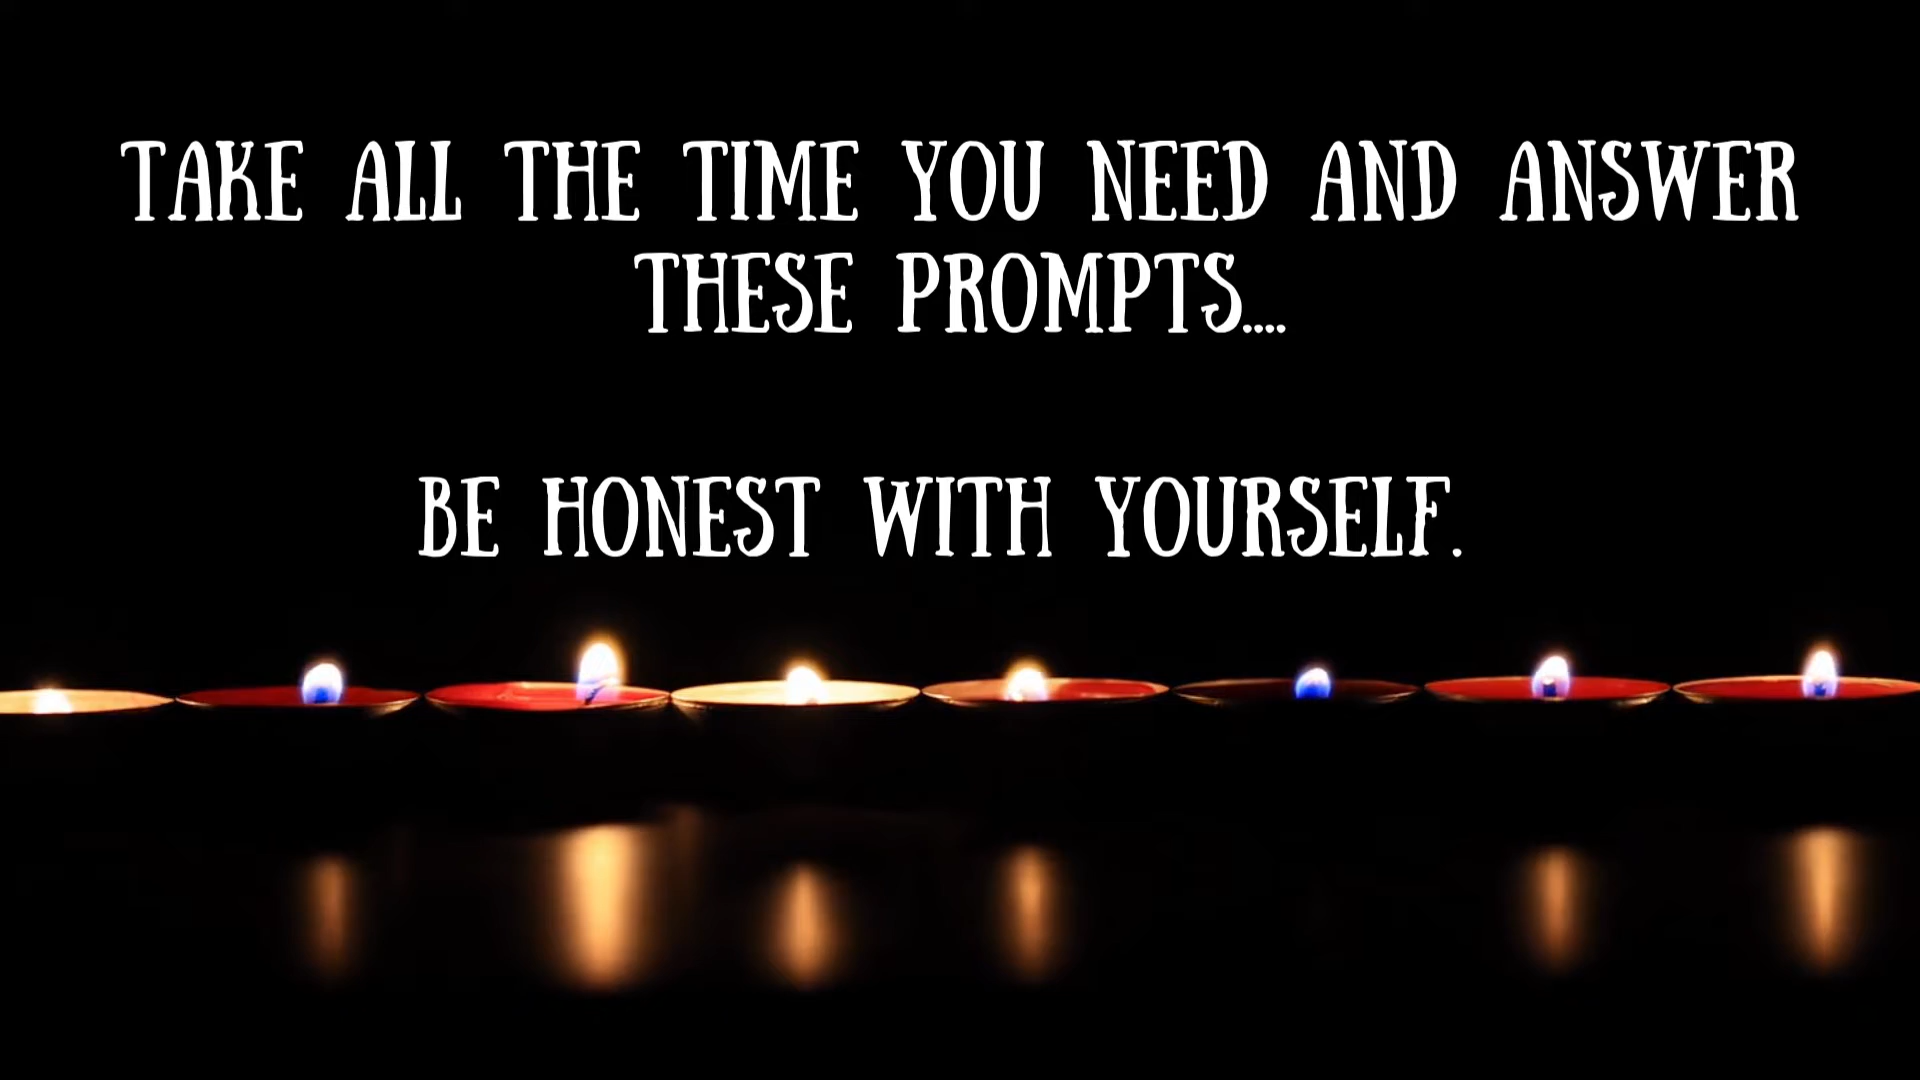 TAKE ALL THE TIME YOU NEED AND ANSWER
THESE PROMPTS....
BE HONEST WITH YOURSELF.